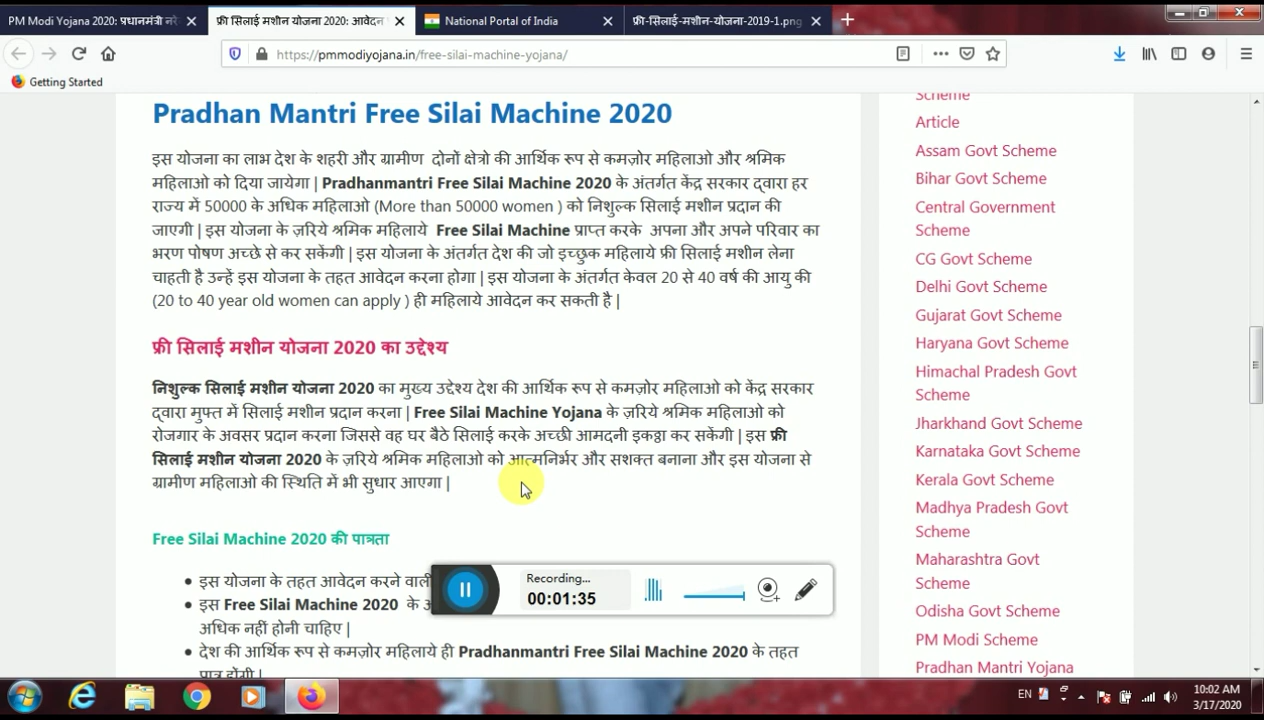 PM Modi Yojana 2020: प्रधानमंत्री नरे
फ्री सिलाई मशीन योजना 2020: आवेदन
National Portal of India
फ्री-सिलाई-मशीन-योजना-2019-1.png
https://pmmodiyojana.in/free-silai-machine-yojana/
Getting Started
Pradhan Mantri Free Silai Machine 2020
इस योजना का लाभ देश के शहरी और ग्रामीण दोनों क्षेत्रो की आर्थिक रूप से कमज़ोर महिलाओ और श्रमिक
महिलाओ को दिया जायेगा | Pradhanmantri Free Silai Machine 2020 के अंतर्गत केंद्र सरकार द्वारा हर
राज्य में 50000 के अधिक महिलाओ (More than 50000 women ) को निशुल्क सिलाई मशीन प्रदान की
जाएगी | इस योजना के ज़रिये श्रमिक महिलाये Free Silai Machine प्राप्त करके अपना और अपने परिवार का
भरण पोषण अच्छे से कर सकेंगी | इस योजना के अंतर्गत देश की जो इच्छुक महिलाये फ्री सिलाई मशीन लेना
चाहती है उन्हें इस योजना के तहत आवेदन करना होगा | इस योजना के अंतर्गत केवल 20 से 40 वर्ष की आयु की
(20 to 40 year old women can apply ) ही महिलाये आवेदन कर सकती है |
फ्री सिलाई मशीन योजना 2020 का उद्देश्य
निशुल्क सिलाई मशीन योजना 2020 का मुख्य उद्देश्य देश की आर्थिक रूप से कमज़ोर महिलाओ को केंद्र सरकार
द्वारा मुफ्त में सिलाई मशीन प्रदान करना | Free Silai Machine Yojana के ज़रिये श्रमिक महिलाओ को
रोजगार के अवसर प्रदान करना जिससे वह घर बैठे सिलाई करके अच्छी आमदनी इकठ्ठा कर सकेंगी | इस फ्री
सिलाई मशीन योजना 2020 के ज़रिये श्रमिक महिलाओ को आत्मनिर्भर और सशक्त बनाना और इस योजना से
ग्रामीण महिलाओ की स्थिति में भी सुधार आएगा |
Free Silai Machine 2020 की पात्रता
इस योजना के तहत आवेदन करने वाली
इस Free Silai Machine 2020 के
अधिक नहीं होनी चाहिए |
देश की आर्थिक रूप से कमज़ोर महिलाये ही Pradhanmantri Free Silai Machine 2020 के तहत
पात्र होंगी |
Recording...
00:01:35
Scheme
Article
Assam Govt Scheme
Bihar Govt Scheme
Central Government
Scheme
CG Govt Scheme
Delhi Govt Scheme
Gujarat Govt Scheme
Haryana Govt Scheme
Himachal Pradesh Govt
Scheme
Jharkhand Govt Scheme
Karnataka Govt Scheme
Kerala Govt Scheme
Madhya Pradesh Govt
Scheme
Maharashtra Govt
Scheme
Odisha Govt Scheme
PM Modi Scheme
Pradhan Mantri Yojana
EN
10:02 AM
3/17/2020